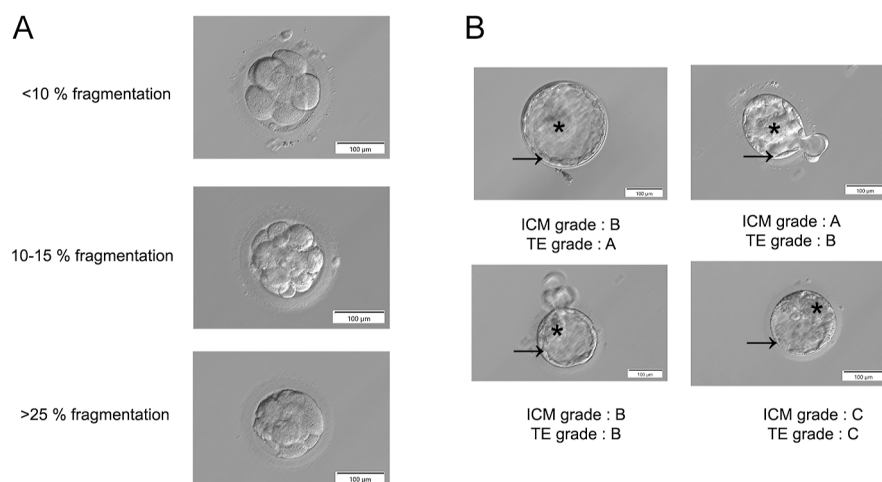 A
B
<10 % fragmentation
100 µm
10-15 % fragmentation
100 µm
>25 % fragmentation
100 µm
*
100 µm
*
100 µm
ICM grade : B
TE grade : A
ICM grade : A
TE grade : B
*
100 µm
*
100 µm
ICM grade : B
TE grade : B
ICM grade : C
TE grade : C